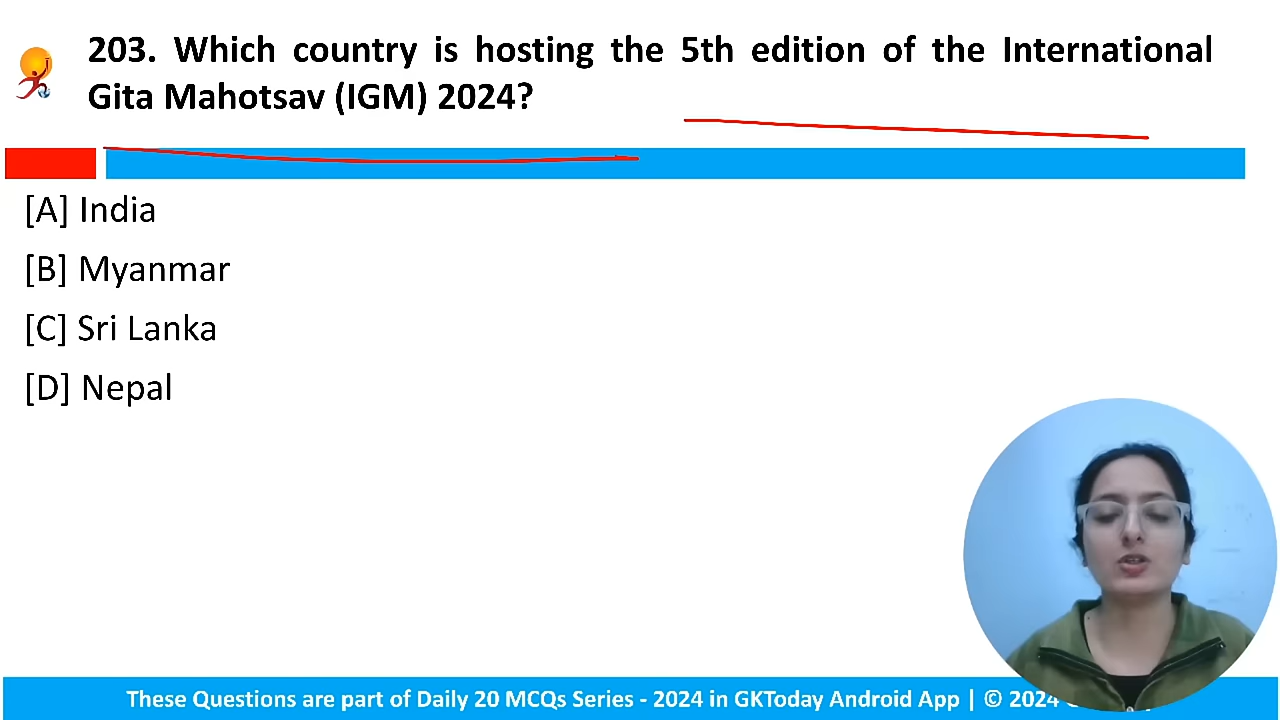 203. Which country is hosting the 5th edition of the International
Gita Mahotsav (IGM) 2024?
[A] India
[B] Myanmar
[C] Sri Lanka
[D] Nepal
These Questions are part of Daily 20 MCQs Series - 2024 in GKToday Android App | © 2024